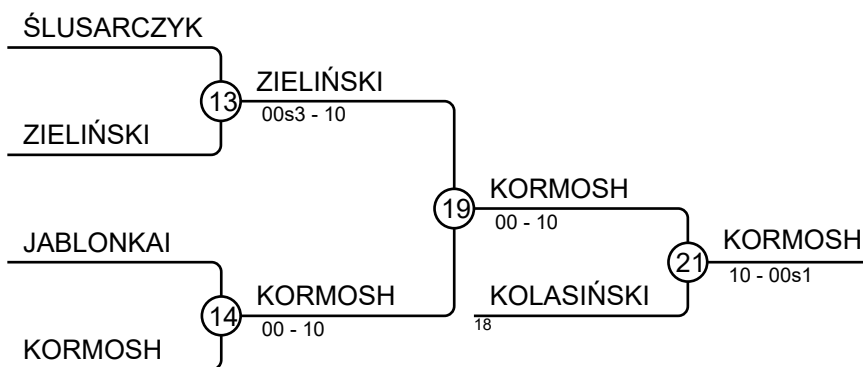 ŚLUSARCZYK
13
ZIELIŃSKI
00s3 - 10
ZIELIŃSKI
19
KORMOSH
00 - 10
JABLONKAI
21
KORMOSH
10 - 00s1
14
KORMOSH
00 - 10
KOLASIŃSKI
18
KORMOSH